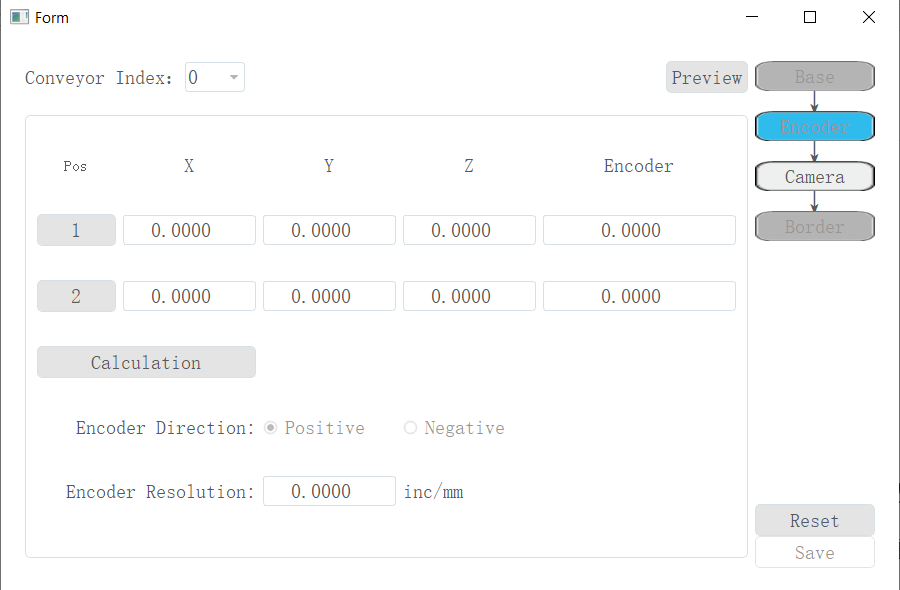 Form
Conveyor Index: 0
Preview
Base
Encoder
Camera
Border
Pos X Y Z Encoder
1 0.0000 0.0000 0.0000 0.0000
2 0.0000 0.0000 0.0000 0.0000
Calculation
Encoder Direction: Positive Negative
Encoder Resolution: 0.0000 inc/mm
Reset
Save